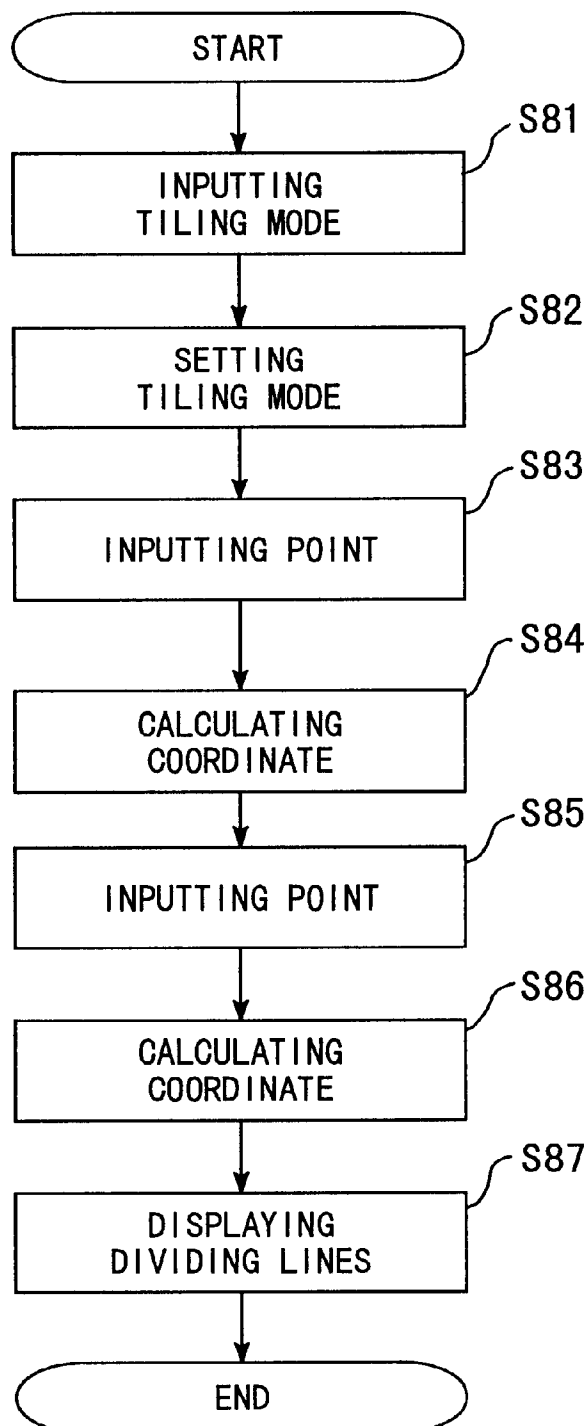 START
S81
INPUTTING
TILING MODE
S82
SETTING
TILING MODE
S83
INPUTTING POINT
S84
CALCULATING
COORDINATE
S85
INPUTTING POINT
S86
CALCULATING
COORDINATE
S87
DISPLAYING
DIVIDING LINES
END